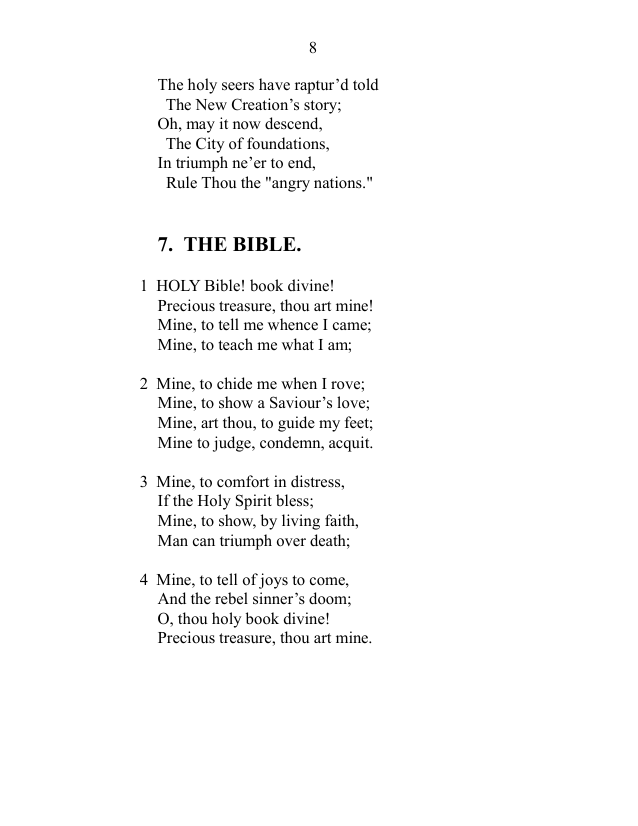 8
The holy seers have raptur’d told
The New Creation’s story;
Oh, may it now descend,
The City of foundations,
In triumph ne’er to end,
Rule Thou the "angry nations."
7. THE BIBLE.
1 HOLY Bible! book divine!
Precious treasure, thou art mine!
Mine, to tell me whence I came;
Mine, to teach me what I am;
2 Mine, to chide me when I rove;
Mine, to show a Saviour’s love;
Mine, art thou, to guide my feet;
Mine to judge, condemn, acquit.
3 Mine, to comfort in distress,
If the Holy Spirit bless;
Mine, to show, by living faith,
Man can triumph over death;
4 Mine, to tell of joys to come,
And the rebel sinner’s doom;
O, thou holy book divine!
Precious treasure, thou art mine.